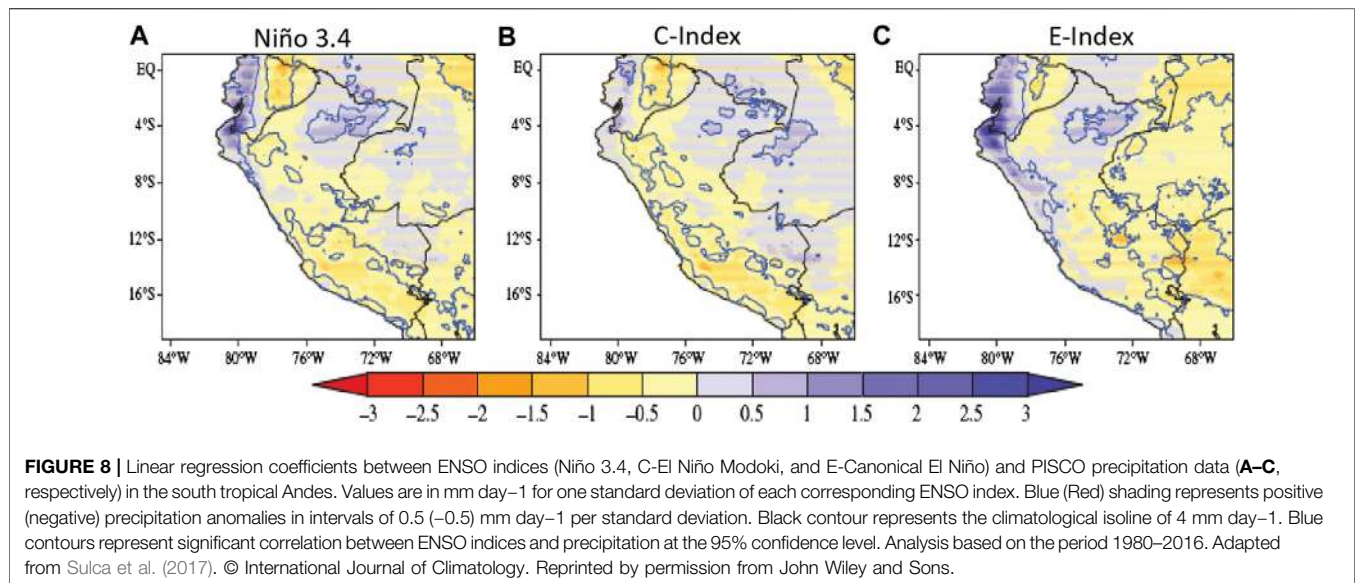 A Niño 3.4 B C-Index C E-Index
EQ EQ EQ
4°S 4°S 4°S
8°S 8°S 8°S
12°S 12°S 12°S
16°S 16°S 16°S
84°W 80°W 76°W 72°W 68°W 84°W 80°W 76°W 72°W 68°W 84°W 80°W 76°W 72°W 68°W
−3 −2.5 −2 −1.5 −1 −0.5 0 0.5 1 1.5 2 2.5 3
FIGURE 8 | Linear regression coefficients between ENSO indices (Niño 3.4, C-El Niño Modoki, and E-Canonical El Niño) and PISCO precipitation data (A–C,
respectively) in the south tropical Andes. Values are in mm day−1 for one standard deviation of each corresponding ENSO index. Blue (Red) shading represents positive
(negative) precipitation anomalies in intervals of 0.5 (−0.5) mm day−1 per standard deviation. Black contour represents the climatological isoline of 4 mm day−1. Blue
contours represent significant correlation between ENSO indices and precipitation at the 95% confidence level. Analysis based on the period 1980–2016. Adapted
from Sulca et al. (2017). © International Journal of Climatology. Reprinted by permission from John Wiley and Sons.